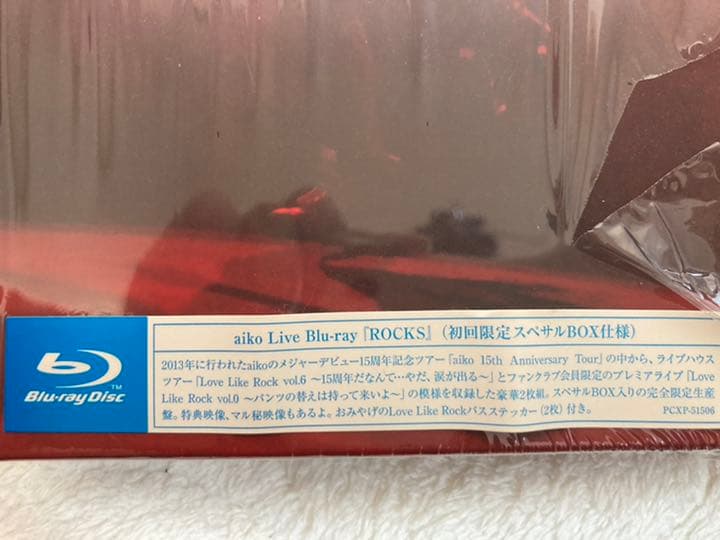 aiko Live Blu-ray『ROCKS』(初回限定スペサルBOX仕様)
2013年に行われたaikoのメジャーデビュー15周年記念ツアー『aiko 15th Anniversary Tour』の中から、ライブハウス
ツアー『Love Like Rock vol.6 ～15周年だなんて…やだ、涙が出る～』とファンクラブ会員限定のプレミアライブ『Love
Like Rock vol.0 ～パンツの替えは持って来いよ～』の模様を収録した豪華2枚組。スペサルBOX入りの完全限定生産
盤。特典映像、マル秘映像もあるよ。おみやげのLove Like Rockパスステッカー(2枚)付き。
PCXP-51506
Blu-ray Disc™